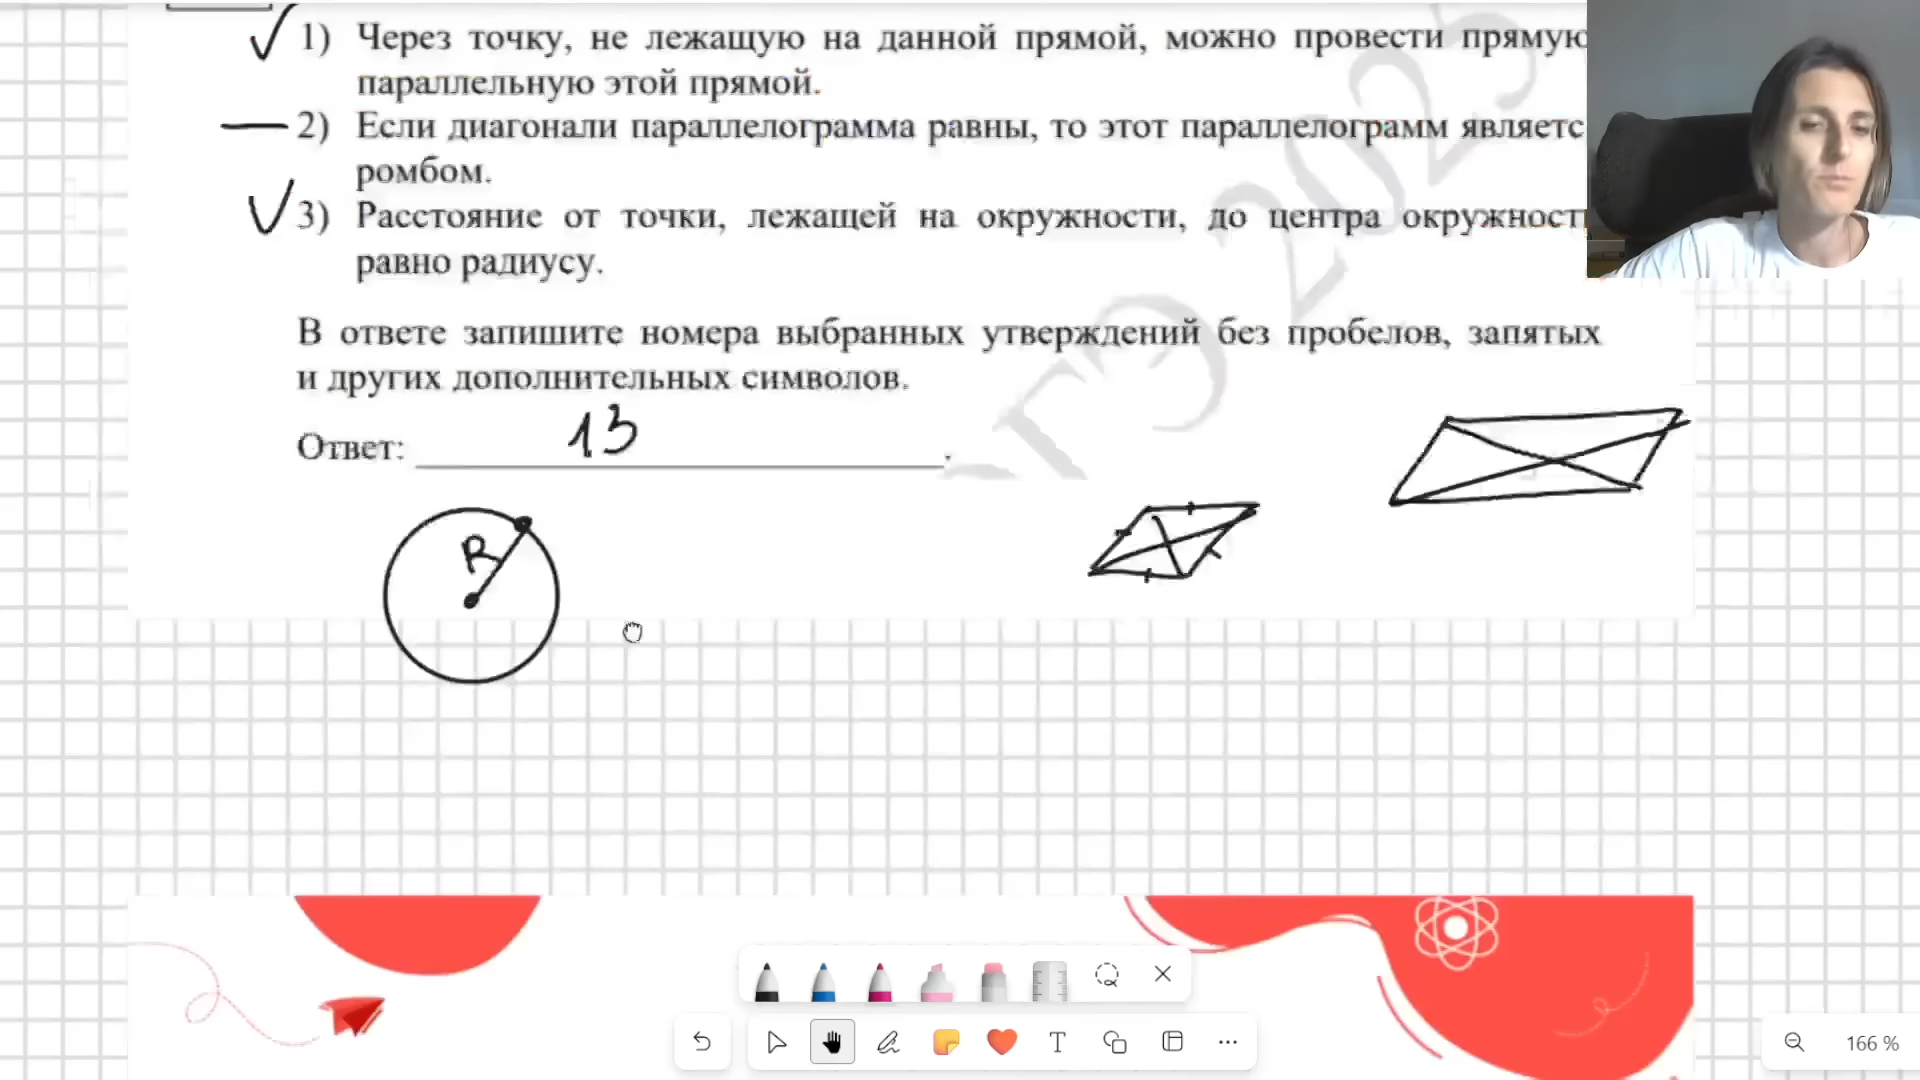 1) Через точку, не лежащую на данной прямой, можно провести прямую
параллельную этой прямой.
2) Если диагонали параллелограмма равны, то этот параллелограмм являетс
ромбом.
3) Расстояние от точки, лежащей на окружности, до центра окружност
равно радиусу.
В ответе запишите номера выбранных утверждений без пробелов, запятых
и других дополнительных символов.
Ответ: 13
R
ОГЭ 2025
166 %